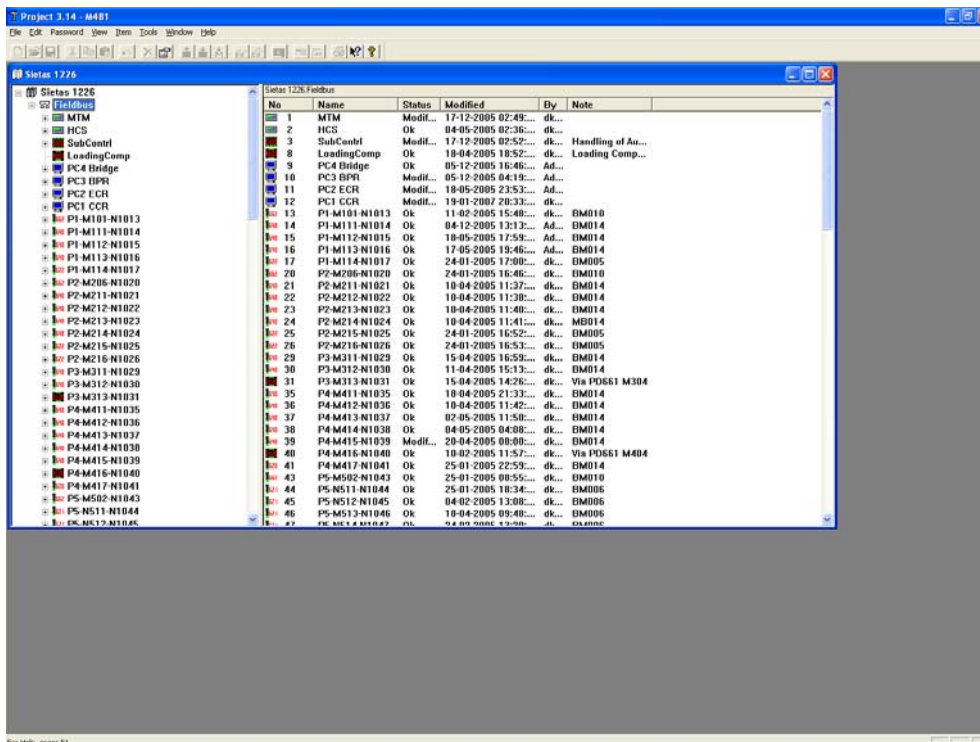 Project 3.14 - M481
File Edit Password View Item Tools Window Help
Sietas 1226
Sietas 1226
Fieldbus
MTM
HCS
SubContrl
LoadingComp
PC4 Bridge
PC3 BPR
PC2 ECR
PC1 CCR
P1-M101-N1013
P1-M111-N1014
P1-M112-N1015
P1-M113-N1016
P1-M114-N1017
P2-M206-N1020
P2-M211-N1021
P2-M212-N1022
P2-M213-N1023
P2-M214-N1024
P2-M215-N1025
P2-M216-N1026
P3-M311-N1029
P3-M312-N1030
P3-M313-N1031
P4-M411-N1035
P4-M412-N1036
P4-M413-N1037
P4-M414-N1038
P4-M415-N1039
P4-M416-N1040
P4-M417-N1041
P5-M502-N1043
P5-N511-N1044
P5-N512-N1045
Sietas 1226.Fieldbus
No Name Status Modified By Note
1 MTM Modif... 17-12-2005 02:49:... dk...
2 HCS Ok 04-05-2005 02:36:... dk...
3 SubContrl Modif... 17-12-2005 02:52:... dk... Handling of Au...
8 LoadingComp Ok 18-04-2005 18:52:... dk... Loading Comp...
9 PC4 Bridge Ok 05-12-2005 16:46:... Ad...
10 PC3 BPR Modif... 05-12-2005 04:19:... Ad...
11 PC2 ECR Modif... 18-05-2005 23:53:... Ad...
12 PC1 CCR Modif... 19-01-2007 20:33:... dk...
13 P1-M101-N1013 Ok 11-02-2005 15:48:... dk... BM010
14 P1-M111-N1014 Ok 04-12-2005 13:13:... Ad... BM014
15 P1-M112-N1015 Ok 18-05-2005 17:59:... Ad... BM014
16 P1-M113-N1016 Ok 17-05-2005 19:46:... Ad... BM014
17 P1-M114-N1017 Ok 24-01-2005 17:00:... dk... BM005
20 P2-M206-N1020 Ok 24-01-2005 16:46:... dk... BM010
21 P2-M211-N1021 Ok 10-04-2005 11:37:... dk... BM014
22 P2-M212-N1022 Ok 10-04-2005 11:38:... dk... BM014
23 P2-M213-N1023 Ok 10-04-2005 11:40:... dk... BM014
24 P2-M214-N1024 Ok 10-04-2005 11:41:... dk... MB014
25 P2-M215-N1025 Ok 24-01-2005 16:52:... dk... BM005
26 P2-M216-N1026 Ok 24-01-2005 16:53:... dk... BM005
29 P3-M311-N1029 Ok 15-04-2005 16:59:... dk... BM014
30 P3-M312-N1030 Ok 11-04-2005 15:13:... dk... BM014
31 P3-M313-N1031 Ok 15-04-2005 14:26:... dk... Via PD661 M304
35 P4-M411-N1035 Ok 18-04-2005 21:33:... dk... BM014
36 P4-M412-N1036 Ok 10-04-2005 11:42:... dk... BM014
37 P4-M413-N1037 Ok 02-05-2005 11:50:... dk... BM014
38 P4-M414-N1038 Ok 04-05-2005 04:08:... dk... BM014
39 P4-M415-N1039 Modif... 20-04-2005 00:00:... dk... BM014
40 P4-M416-N1040 Ok 10-02-2005 11:57:... dk... Via PD661 M404
41 P4-M417-N1041 Ok 25-01-2005 22:59:... dk... BM014
43 P5-M502-N1043 Ok 25-01-2005 08:55:... dk... BM010
44 P5-N511-N1044 Ok 25-01-2005 18:34:... dk... BM006
45 P5-N512-N1045 Ok 04-02-2005 13:08:... dk... BM006
46 P5-M513-N1046 Ok 18-04-2005 09:48:... dk... BM006